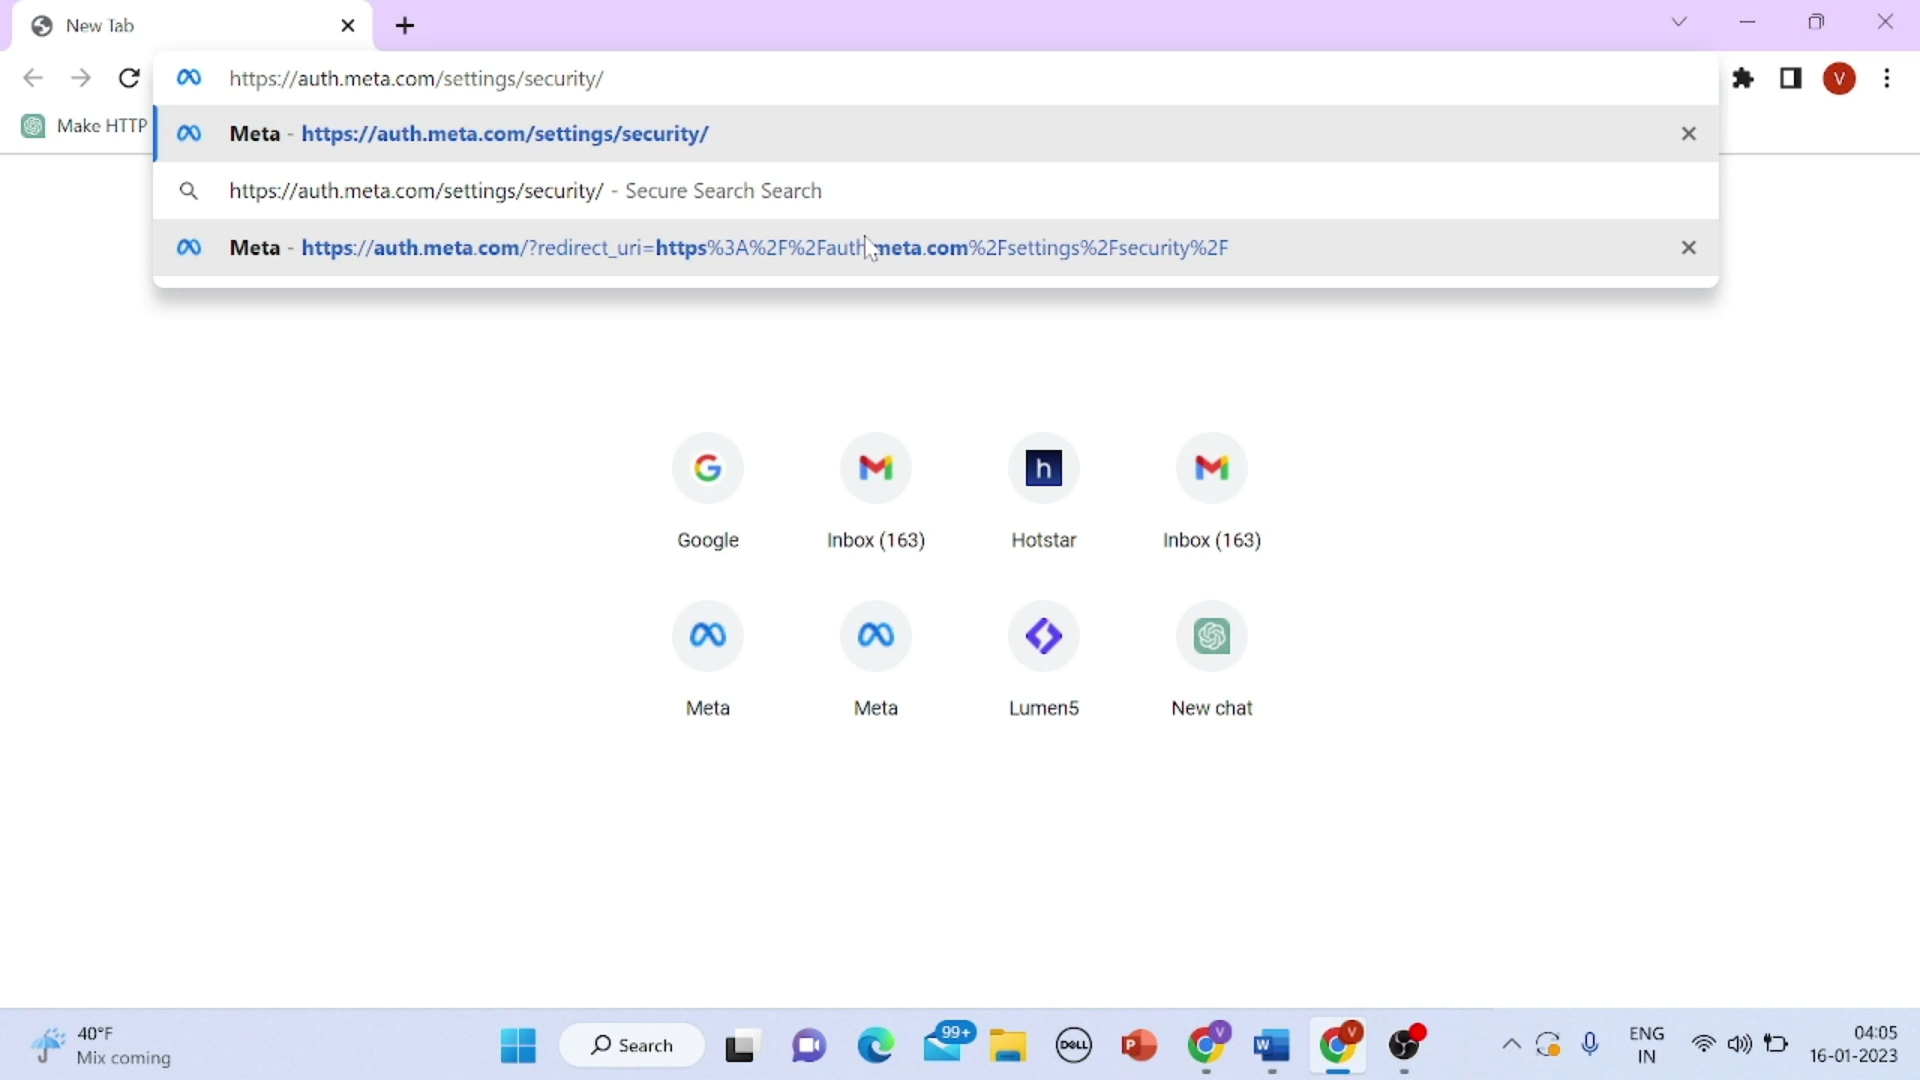 New Tab
https://auth.meta.com/settings/security/
V
Make HTTP
Meta - https://auth.meta.com/settings/security/
https://auth.meta.com/settings/security/ - Secure Search Search
Meta - https://auth.meta.com/?redirect_uri=https%3A%2F%2Fauth.meta.com%2Fsettings%2Fsecurity%2F
h
Google
Inbox (163)
Hotstar
Inbox (163)
Meta
Meta
Lumen5
New chat
40°F
Mix coming
Search
99+
DELL
P
V
W
V
ENG
IN
04:05
16-01-2023